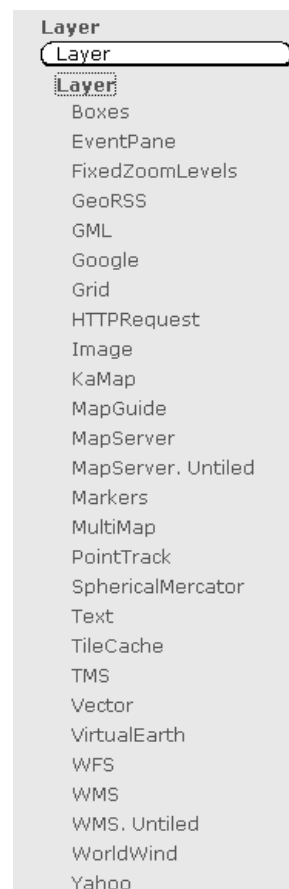 Layer
Layer
Layer
Boxes
EventPane
FixedZoomLevels
GeoRSS
GML
Google
Grid
HTTPRequest
Image
KaMap
MapGuide
MapServer
MapServer. Untiled
Markers
MultiMap
PointTrack
SphericalMercator
Text
TileCache
TMS
Vector
VirtualEarth
WFS
WMS
WMS. Untiled
WorldWind
Yahoo